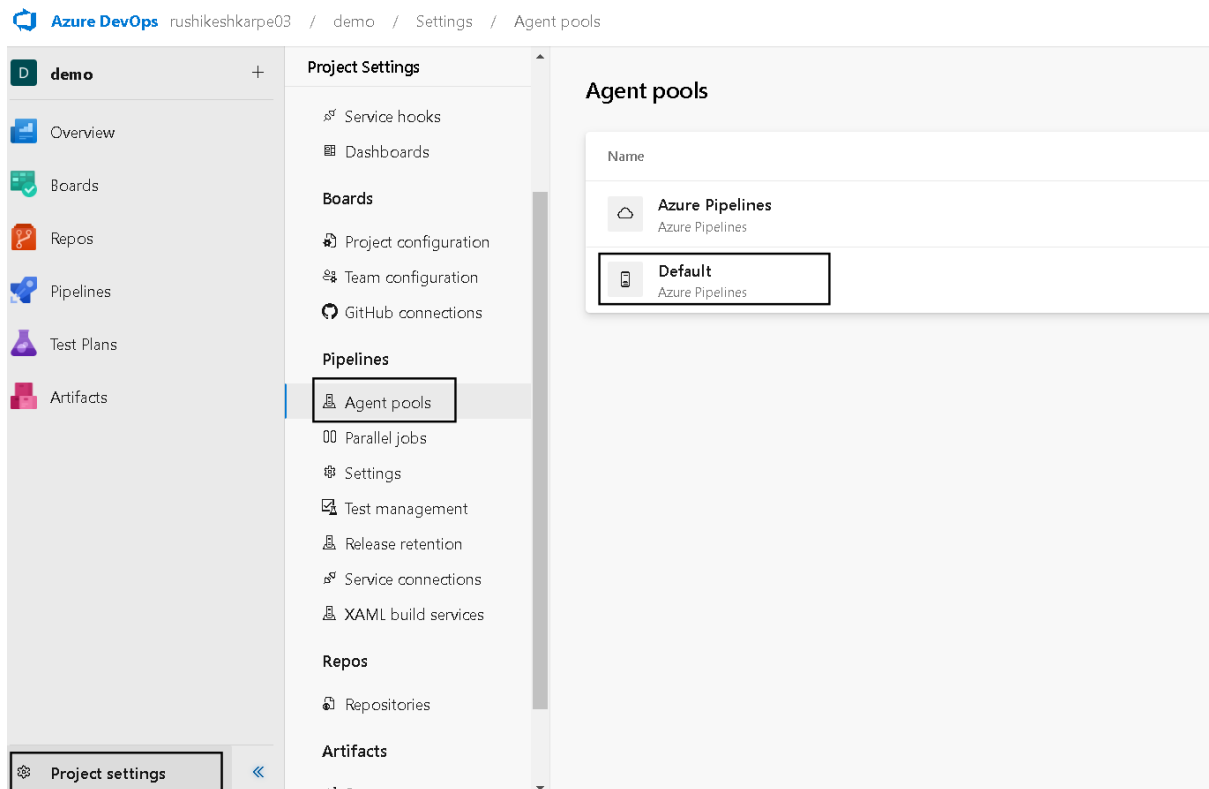 Azure DevOps rushikeshkarpe03 / demo / Settings / Agent pools
D demo +
Overview
Boards
Repos
Pipelines
Test Plans
Artifacts
Project settings
Project Settings
Service hooks
Dashboards
Boards
Project configuration
Team configuration
GitHub connections
Pipelines
Agent pools
Parallel jobs
Settings
Test management
Release retention
Service connections
XAML build services
Repos
Repositories
Artifacts
Agent pools
Name
Azure Pipelines
Azure Pipelines
Default
Azure Pipelines